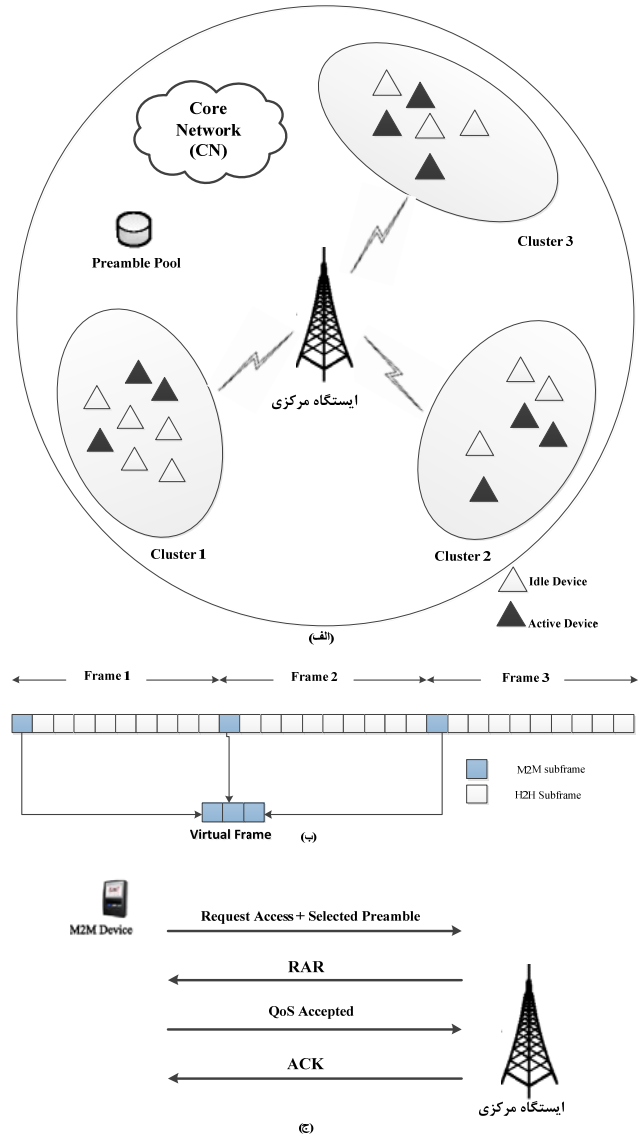 Core
Network
(CN)
Preamble Pool
Cluster 3
ایستگاه مرکزی
Cluster 1
Cluster 2
Idle Device
Active Device
(الف)
Frame 1
Frame 2
Frame 3
M2M subframe
H2H Subframe
Virtual Frame
(ب)
M2M Device
Request Access + Selected Preamble
RAR
QoS Accepted
ACK
ایستگاه مرکزی
(ج)